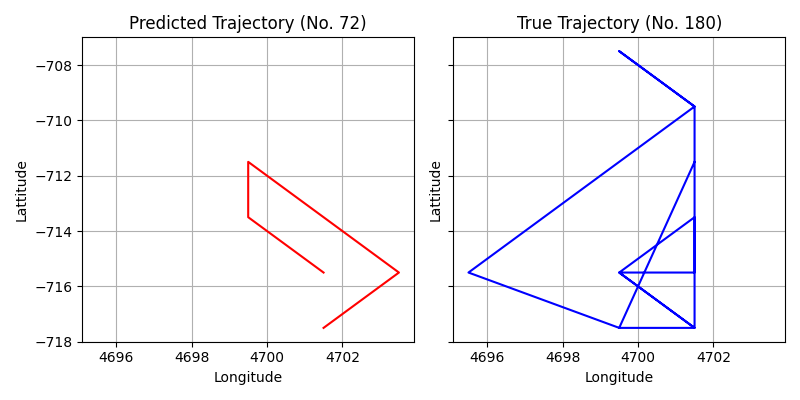 Predicted Trajectory (No. 72)
True Trajectory (No. 180)
−708
−710
−712
−714
−716
−718
Lattitude
Lattitude
4696
4698
4700
4702
4696
4698
4700
4702
Longitude
Longitude